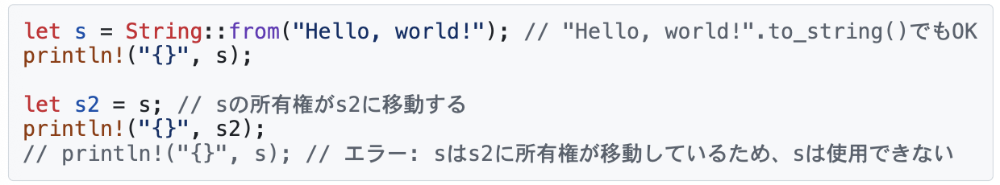 let s = String::from("Hello, world!"); // "Hello, world!".to_string()でもOK
println!("{}", s);

let s2 = s; // sの所有権がs2に移動する
println!("{}", s2);
// println!("{}", s); // エラー: sはs2に所有権が移動しているため、sは使用できない